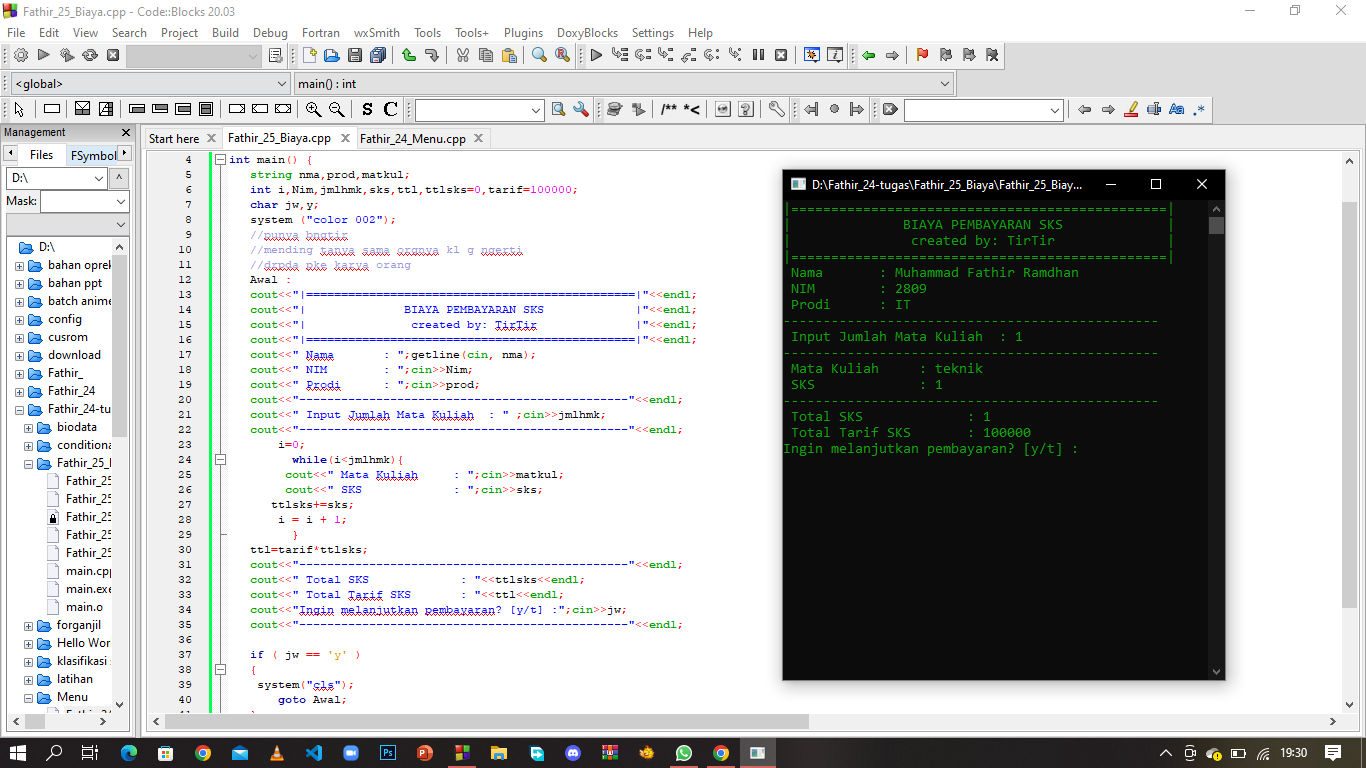 Fathir_25_Biaya.cpp - Code::Blocks 20.03
File Edit View Search Project Build Debug Fortran wxSmith Tools Tools+ Plugins DoxyBlocks Settings Help
<global> main() : int
S C /** *< Aa .*
Management
Files FSymbol
D:\ ^
Mask:
D:\
bahan oprek
bahan ppt
batch anime
config
cusrom
download
Fathir_
Fathir_24
Fathir_24-tu
biodata
conditiona
Fathir_25_
Fathir_25
Fathir_25
Fathir_25
Fathir_25
Fathir_25
main.cpp
main.exe
main.o
forganjil
Hello Wor
klasifikasi
latihan
Menu
Start here Fathir_25_Biaya.cpp Fathir_24_Menu.cpp
4 int main() {
5 string nma,prod,matkul;
6 int i,Nim,jmlhmk,sks,ttl,ttlsks=0,tarif=100000;
7 char jw,y;
8 system ("color 002");
9 //punya bngtir
10 //mending tanya sama orgnya kl g ngerti
11 //drpda pke karya orang
12 Awal :
13 cout<<"|===============================================|"<<endl;
14 cout<<"| BIAYA PEMBAYARAN SKS |"<<endl;
15 cout<<"| created by: TirTir |"<<endl;
16 cout<<"|===============================================|"<<endl;
17 cout<<" Nama : ";getline(cin, nma);
18 cout<<" NIM : ";cin>>Nim;
19 cout<<" Prodi : ";cin>>prod;
20 cout<<"-----------------------------------------------"<<endl;
21 cout<<" Input Jumlah Mata Kuliah : " ;cin>>jmlhmk;
22 cout<<"-----------------------------------------------"<<endl;
23 i=0;
24 while(i<jmlhmk){
25 cout<<" Mata Kuliah : ";cin>>matkul;
26 cout<<" SKS : ";cin>>sks;
27 ttlsks+=sks;
28 i = i + 1;
29 }
30 ttl=tarif*ttlsks;
31 cout<<"-----------------------------------------------"<<endl;
32 cout<<" Total SKS : "<<ttlsks<<endl;
33 cout<<" Total Tarif SKS : "<<ttl<<endl;
34 cout<<"Ingin melanjutkan pembayaran? [y/t] :";cin>>jw;
35 cout<<"-----------------------------------------------"<<endl;
36
37 if ( jw == 'y' )
38 {
39 system("cls");
40 goto Awal;
D:\Fathir_24-tugas\Fathir_25_Biaya\Fathir_25_Biay...
|===============================================|
| BIAYA PEMBAYARAN SKS |
| created by: TirTir |
|===============================================|
Nama : Muhammad Fathir Ramdhan
NIM : 2809
Prodi : IT
-----------------------------------------------
Input Jumlah Mata Kuliah : 1
-----------------------------------------------
Mata Kuliah : teknik
SKS : 1
-----------------------------------------------
Total SKS : 1
Total Tarif SKS : 100000
Ingin melanjutkan pembayaran? [y/t] :
19:30